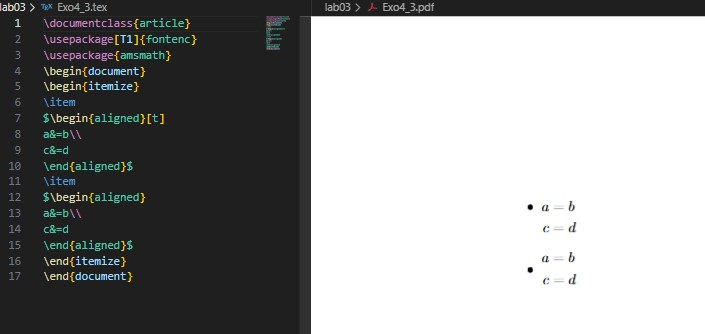 lab03 > TEX Exo4_3.tex
lab03 > Exo4_3.pdf
1 \documentclass{article}
2 \usepackage[T1]{fontenc}
3 \usepackage{amsmath}
4 \begin{document}
5 \begin{itemize}
6 \item
7 $\begin{aligned}[t]
8 a&=b\\
9 c&=d
10 \end{aligned}$
11 \item
12 $\begin{aligned}
13 a&=b\\
14 c&=d
15 \end{aligned}$
16 \end{itemize}
17 \end{document}
• a = b
c = d
• a = b
c = d